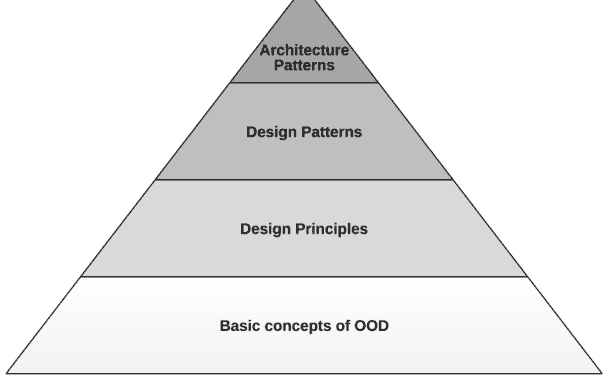 Architecture
Patterns
Design Patterns
Design Principles
Basic concepts of OOD